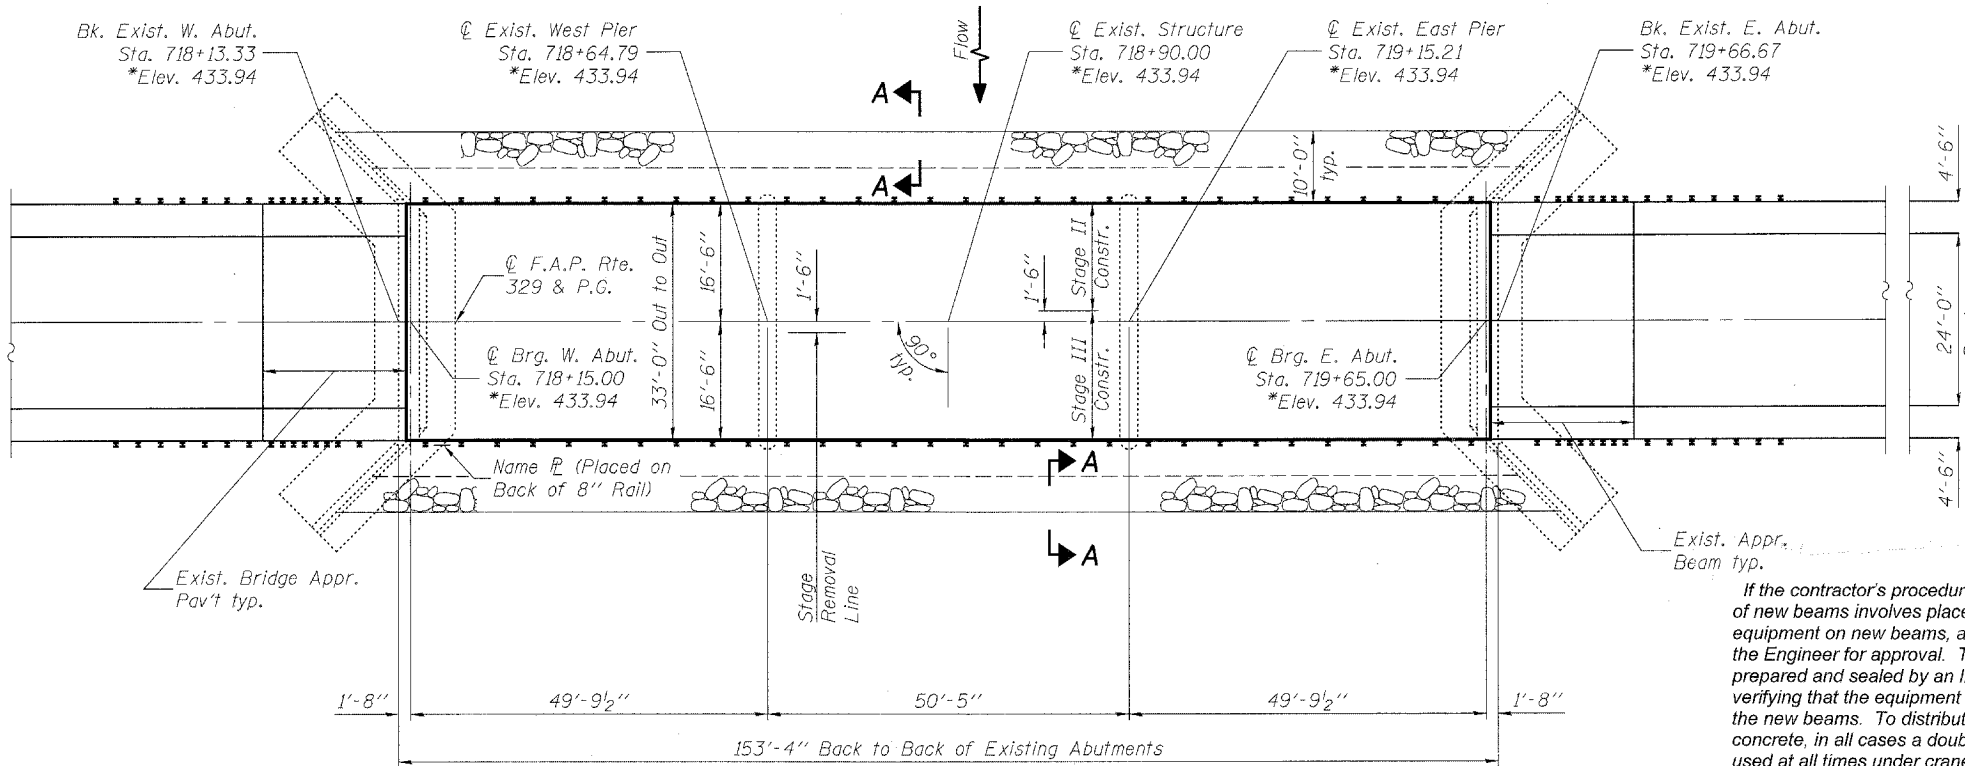 Bk. Exist. W. Abut.
Sta. 718+13.33
*Elev. 433.94
℄ Exist. West Pier
Sta. 718+64.79
*Elev. 433.94
Flow
℄ Exist. Structure
Sta. 718+90.00
*Elev. 433.94
℄ Exist. East Pier
Sta. 719+15.21
*Elev. 433.94
Bk. Exist. E. Abut.
Sta. 719+66.67
*Elev. 433.94
A
A
10'-0"
typ.
4'-6"
℄ F.A.P. Rte.
329 & P.G.
33'-0" Out to Out
16'-6"
16'-6"
1'-6"
1'-6"
Stage II
Constr.
Stage III
Constr.
90°
typ.
24'-0"
℄ Brg. W. Abut.
Sta. 718+15.00
*Elev. 433.94
℄ Brg. E. Abut.
Sta. 719+65.00
*Elev. 433.94
4'-6"
Name ℙL (Placed on
Back of 8" Rail)
A
A
Exist. Bridge Appr.
Pav't typ.
Stage
Removal
Line
Exist. Appr.
Beam typ.
If the contractor's procedur
of new beams involves place
equipment on new beams, a
the Engineer for approval. T
prepared and sealed by an I
verifying that the equipment
the new beams. To distribut
concrete, in all cases a doub
used at all times under crane
1'-8"
49'-9½"
50'-5"
49'-9½"
1'-8"
153'-4" Back to Back of Existing Abutments